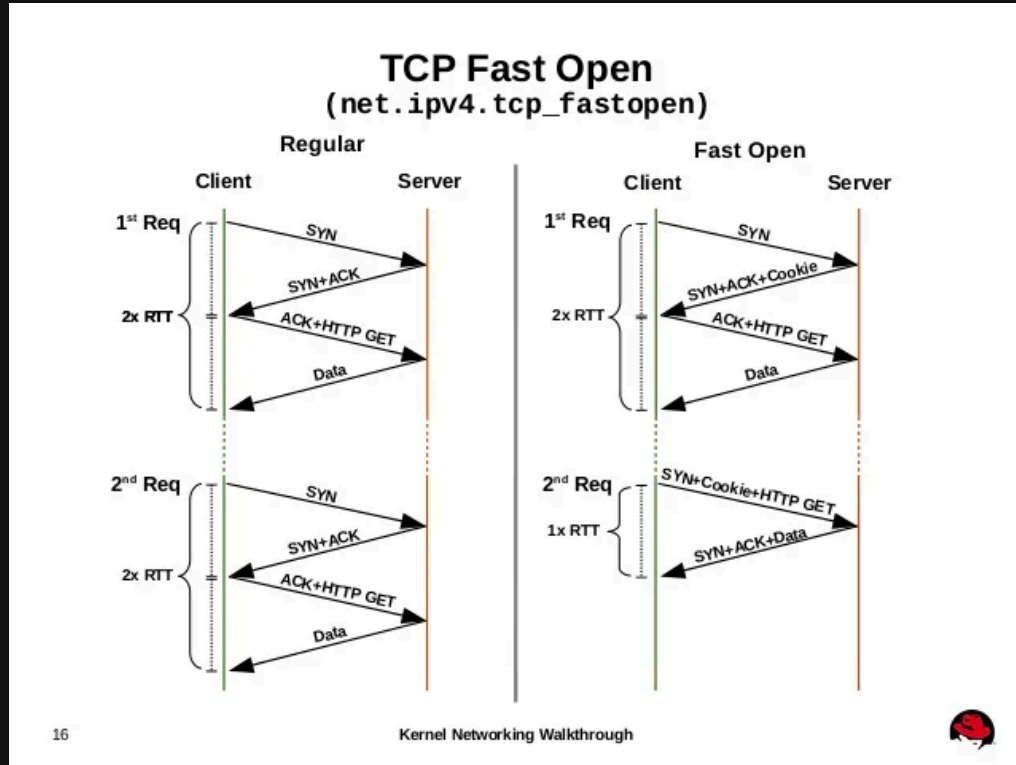 TCP Fast Open
(net.ipv4.tcp_fastopen)
Regular
Client
Server
1st Req
SYN
SYN+ACK
2x RTT
ACK+HTTP GET
Data
2nd Req
SYN
SYN+ACK
2x RTT
ACK+HTTP GET
Data
Fast Open
Client
Server
1st Req
SYN
SYN+ACK+Cookie
2x RTT
ACK+HTTP GET
Data
2nd Req
SYN+Cookie+HTTP GET
1x RTT
SYN+ACK+Data
16
Kernel Networking Walkthrough